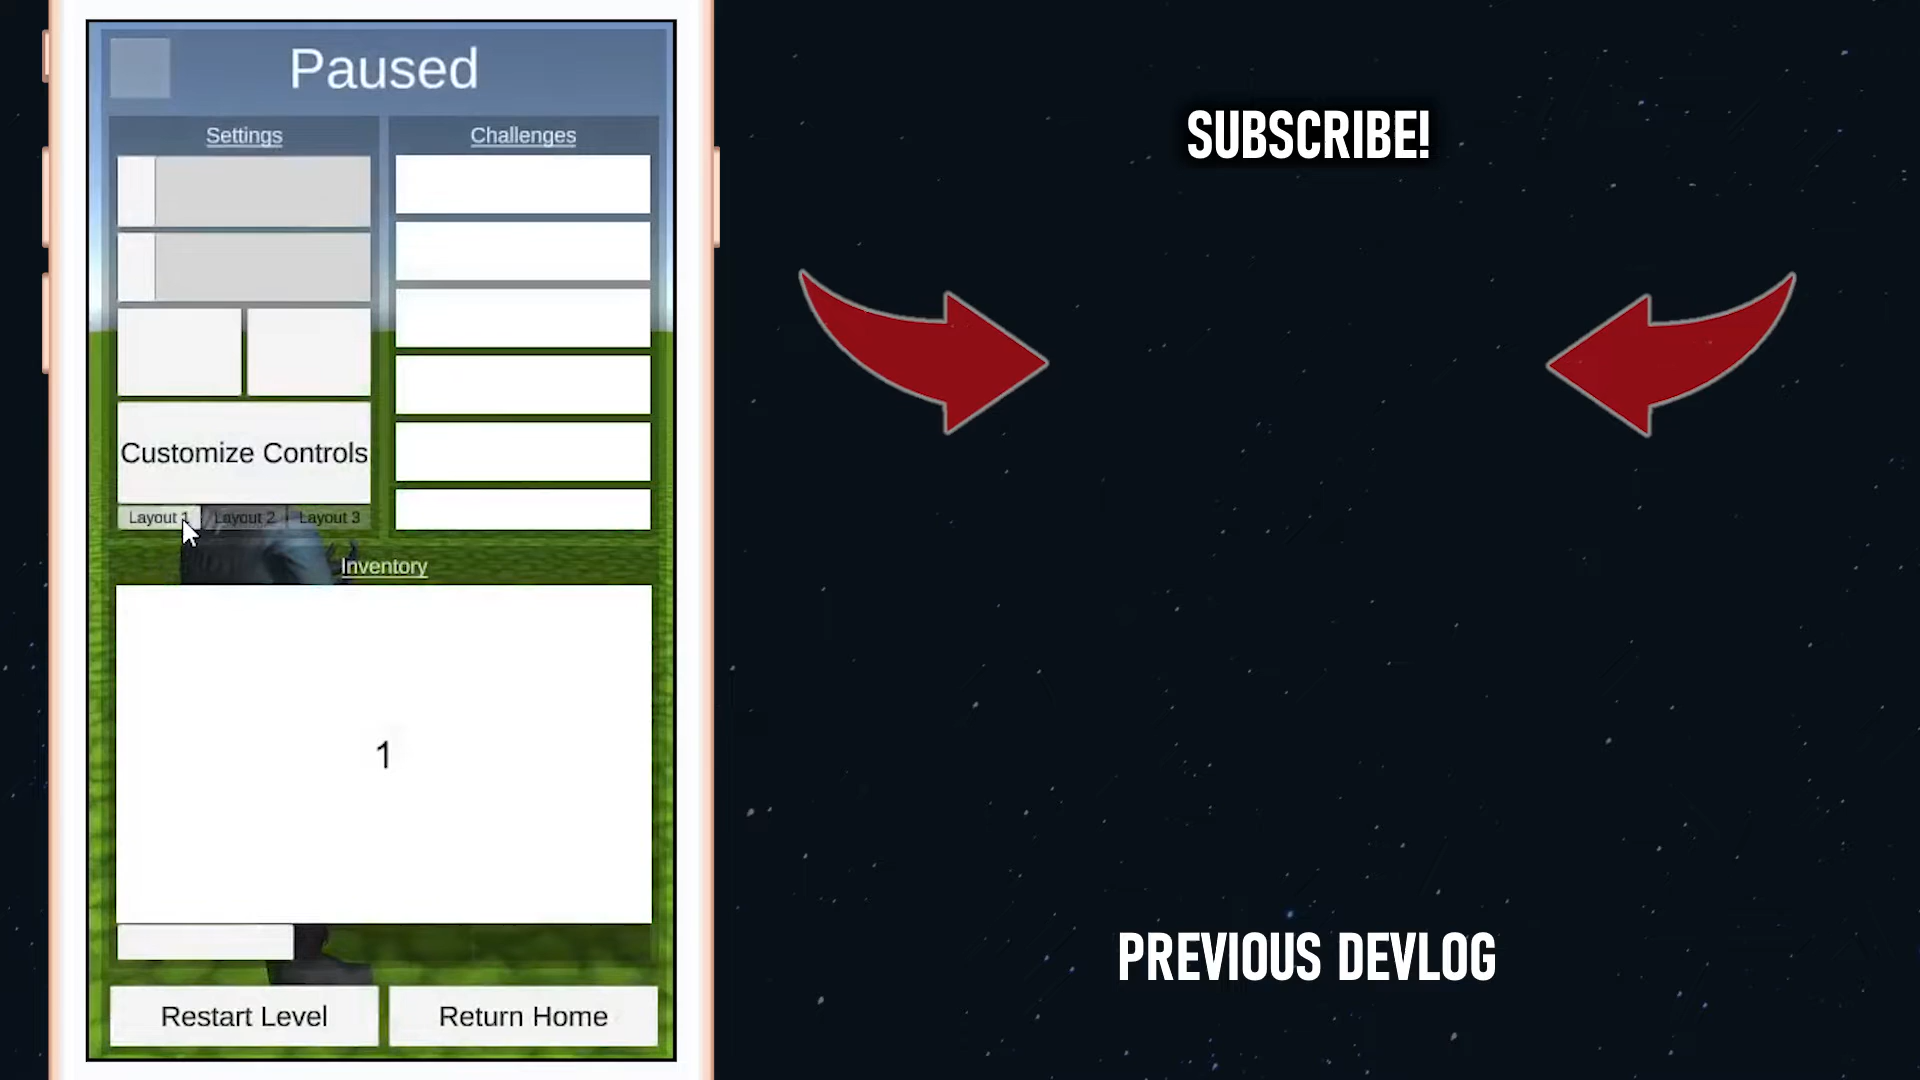 Paused
Settings
Challenges
Customize Controls
Layout 1
Layout 2
Layout 3
Inventory
1
Restart Level
Return Home
SUBSCRIBE!
PREVIOUS DEVLOG